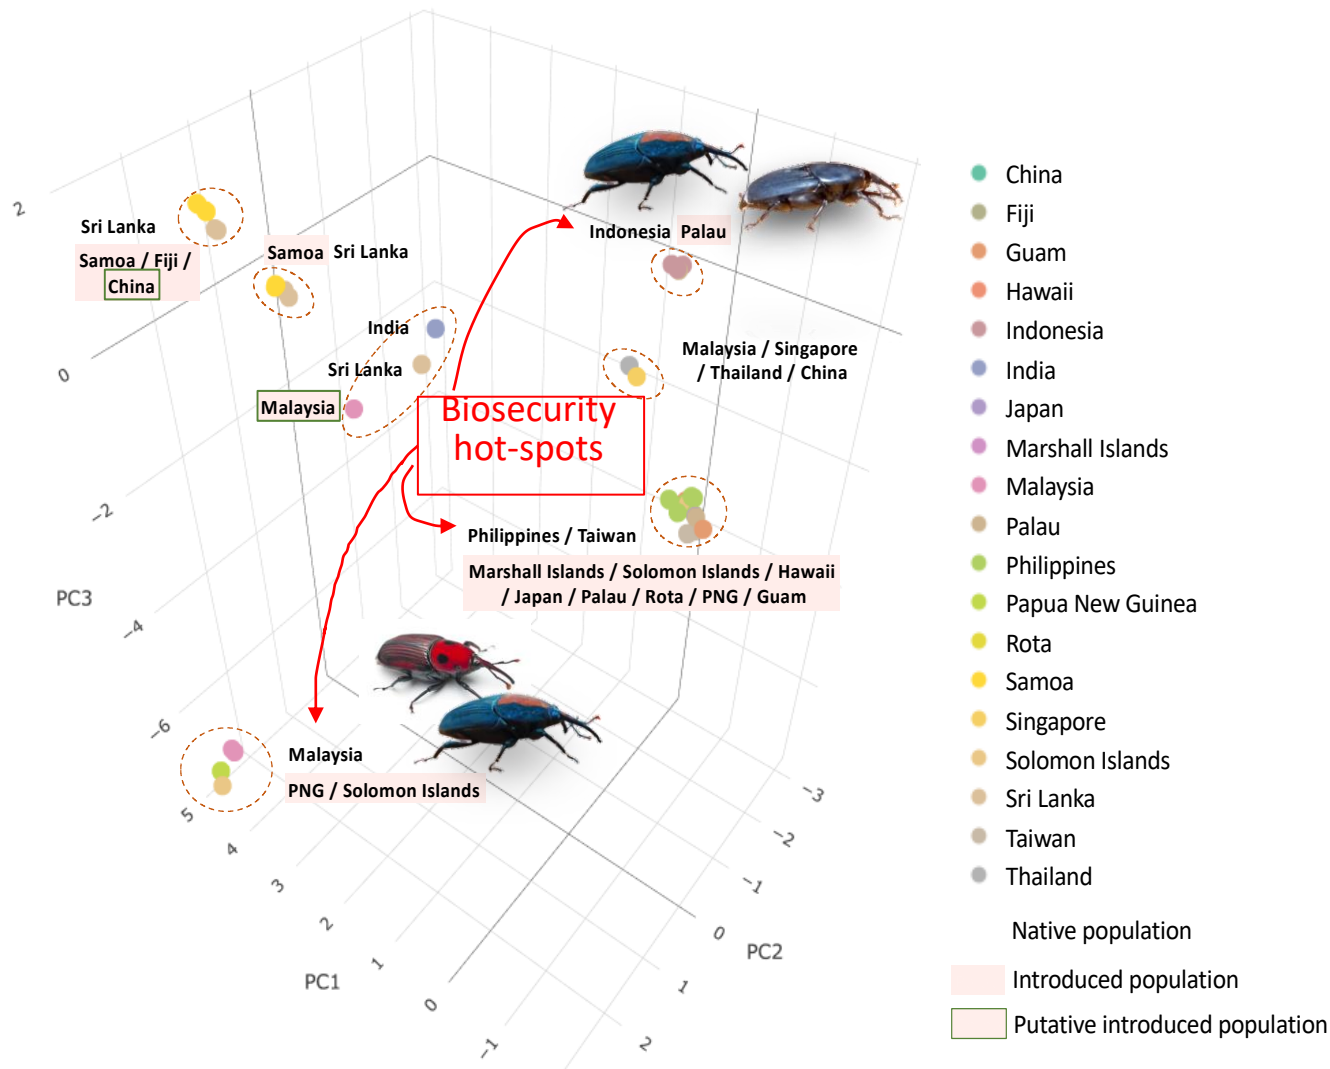 2
0
−2
−4
−6
PC3
5
4
3
2
1
0
−1
PC1
−3
−2
−1
0
1
2
PC2
Sri Lanka
Samoa / Fiji /
China
Samoa Sri Lanka
India
Sri Lanka
Malaysia
Indonesia Palau
Malaysia / Singapore
/ Thailand / China
Biosecurity
hot-spots
Philippines / Taiwan
Marshall Islands / Solomon Islands / Hawaii
/ Japan / Palau / Rota / PNG / Guam
Malaysia
PNG / Solomon Islands
China
Fiji
Guam
Hawaii
Indonesia
India
Japan
Marshall Islands
Malaysia
Palau
Philippines
Papua New Guinea
Rota
Samoa
Singapore
Solomon Islands
Sri Lanka
Taiwan
Thailand
Native population
Introduced population
Putative introduced population